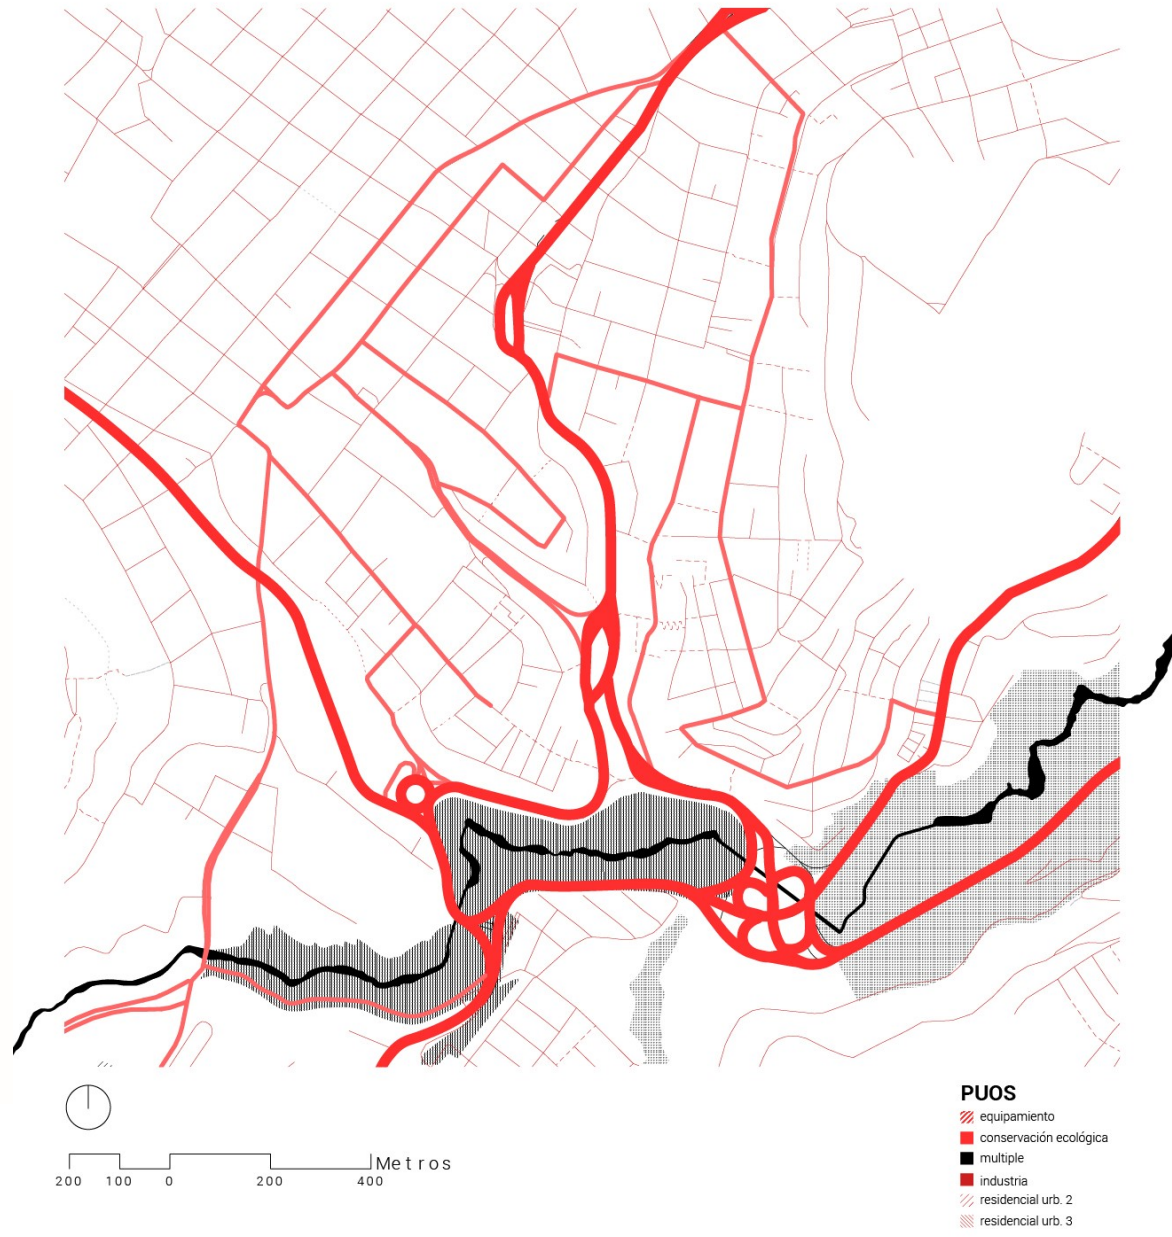 Metros
200 100 0 200 400
PUOS
equipamiento
conservación ecológica
multiple
industria
residencial urb. 2
residencial urb. 3